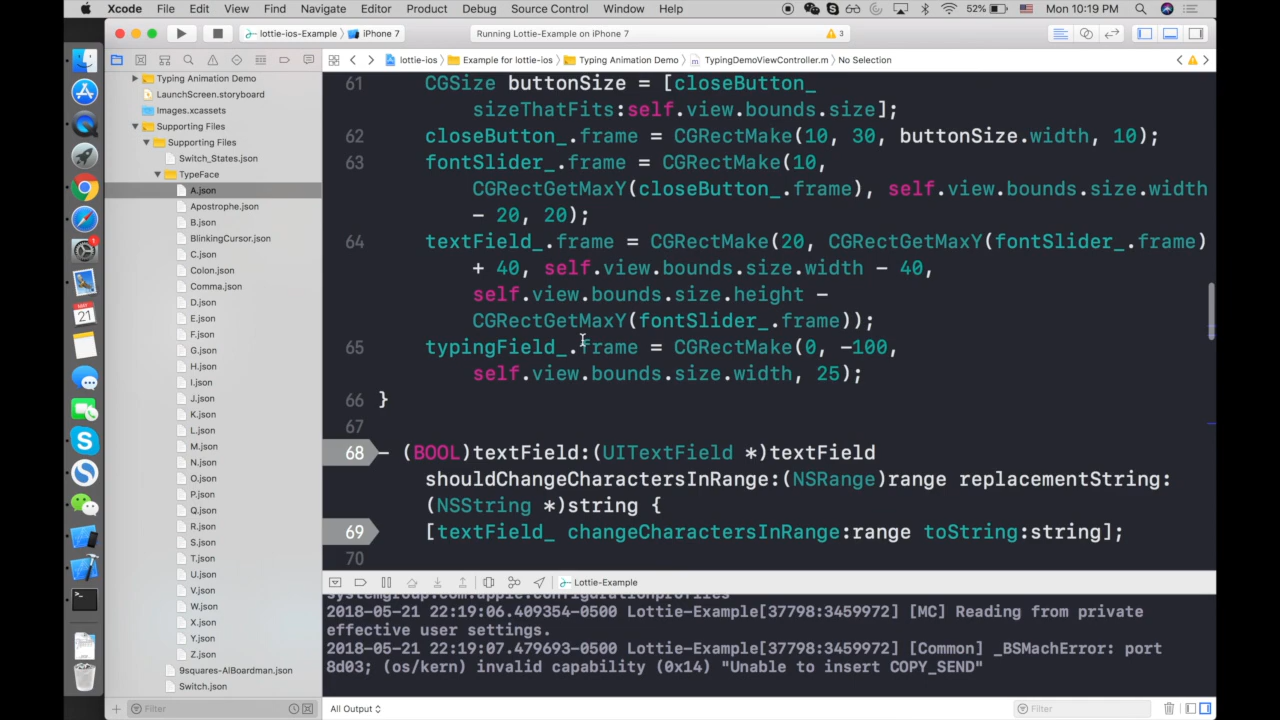 Xcode File Edit View Find Navigate Editor Product Debug Source Control Window Help 52% Mon 10:19 PM
lottie-ios-Example iPhone 7 Running Lottie-Example on iPhone 7 3
lottie-ios Example for lottie-ios Typing Animation Demo TypingDemoViewController.m No Selection
Typing Animation Demo
LaunchScreen.storyboard
Images.xcassets
Supporting Files
Supporting Files
Switch_States.json
TypeFace
A.json
Apostrophe.json
B.json
BlinkingCursor.json
C.json
Colon.json
Comma.json
D.json
E.json
F.json
G.json
H.json
I.json
J.json
K.json
L.json
M.json
N.json
O.json
P.json
Q.json
R.json
S.json
T.json
U.json
V.json
W.json
X.json
Y.json
Z.json
9squares-AlBoardman.json
Switch.json
Filter
61 CGSize buttonSize = [closeButton_
sizeThatFits:self.view.bounds.size];
62 closeButton_.frame = CGRectMake(10, 30, buttonSize.width, 10);
63 fontSlider_.frame = CGRectMake(10,
CGRectGetMaxY(closeButton_.frame), self.view.bounds.size.width
- 20, 20);
64 textField_.frame = CGRectMake(20, CGRectGetMaxY(fontSlider_.frame)
+ 40, self.view.bounds.size.width - 40,
self.view.bounds.size.height -
CGRectGetMaxY(fontSlider_.frame));
65 typingField_.frame = CGRectMake(0, -100,
self.view.bounds.size.width, 25);
66 }
67
68 - (BOOL)textField:(UITextField *)textField
shouldChangeCharactersInRange:(NSRange)range replacementString:
(NSString *)string {
69 [textField_ changeCharactersInRange:range toString:string];
70
Lottie-Example
systemgroup.com.apple.configurationprofiles
2018-05-21 22:19:06.409354-0500 Lottie-Example[37798:3459972] [MC] Reading from private
effective user settings.
2018-05-21 22:19:07.479693-0500 Lottie-Example[37798:3459972] [Common] _BSMachError: port
8d03; (os/kern) invalid capability (0x14) "Unable to insert COPY_SEND"
All Output Filter
MAY
21
1